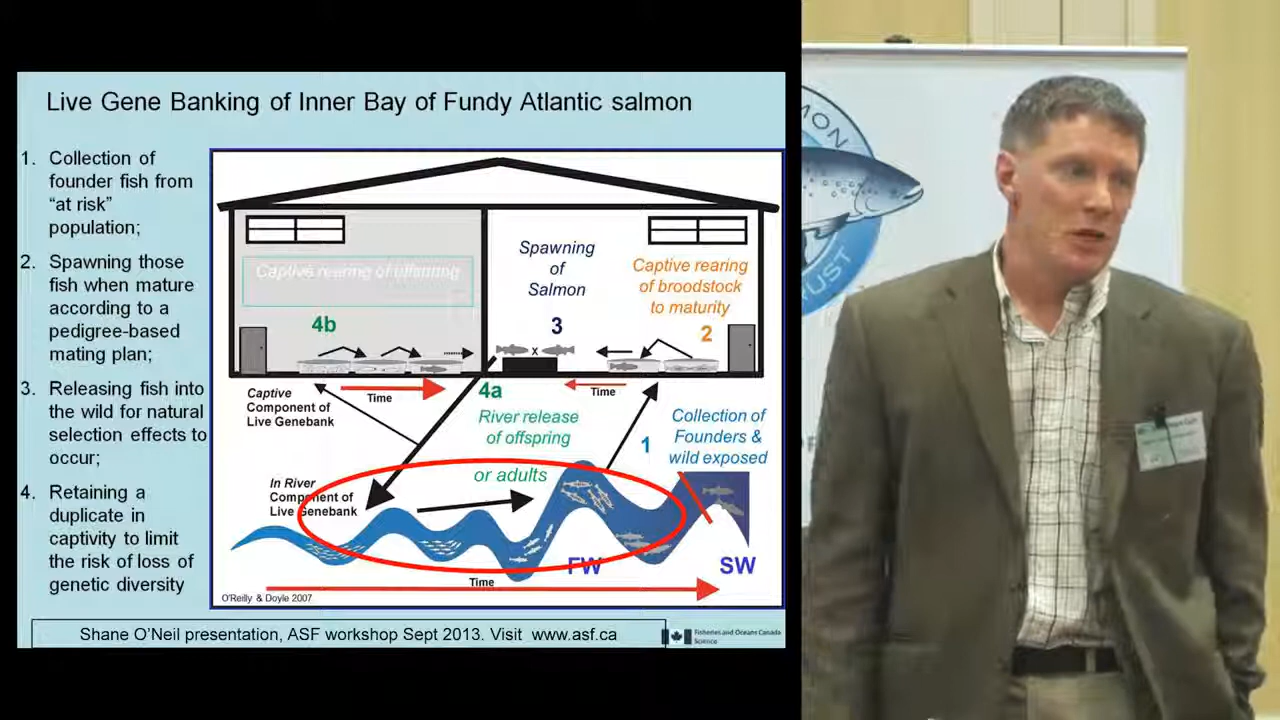 Live Gene Banking of Inner Bay of Fundy Atlantic salmon
1. Collection of
founder fish from
“at risk”
population;
2. Spawning those
fish when mature
according to a
pedigree-based
mating plan;
3. Releasing fish into
the wild for natural
selection effects to
occur;
4. Retaining a
duplicate in
captivity to limit
the risk of loss of
genetic diversity
Captive rearing of offspring
4b
Spawning
of
Salmon
3
Captive rearing
of broodstock
to maturity
2
x
Time
Time
Captive
Component of
Live Genebank
4a
River release
of offspring
or adults
1
Collection of
Founders &
wild exposed
In River
Component of
Live Genebank
FW
SW
Time
O'Reilly & Doyle 2007
Shane O’Neil presentation, ASF workshop Sept 2013. Visit www.asf.ca
Fisheries and Oceans Canada
Science